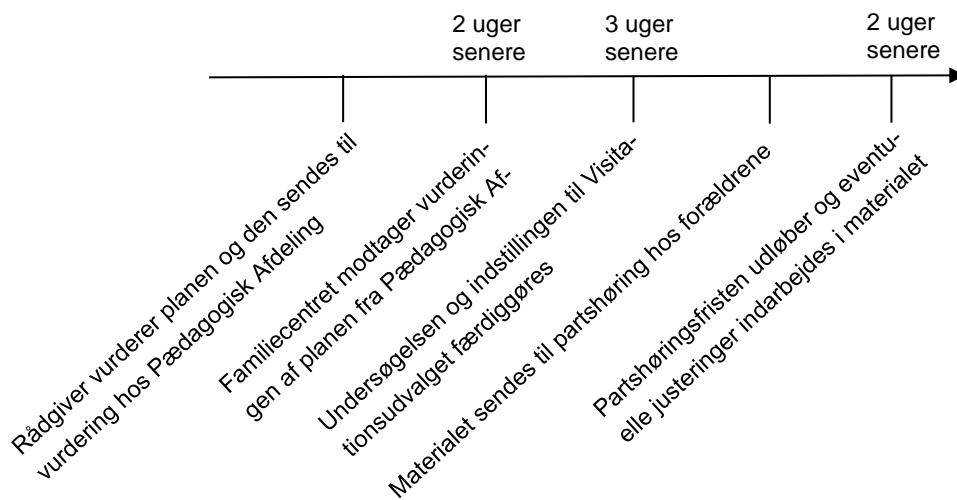 2 uger
senere
3 uger
senere
2 uger
senere
Rådgiver vurderer planen og den sendes til
vurdering hos Pædagogisk Afdeling
Familiecentret modtager vurderin-
gen af planen fra Pædagogisk Af-
Undersøgelsen og indstillingen til Visita-
tionsudvalget færdiggøres
Materialet sendes til partshøring hos forældrene
Partshøringsfristen udløber og eventu-
elle justeringer indarbejdes i materialet